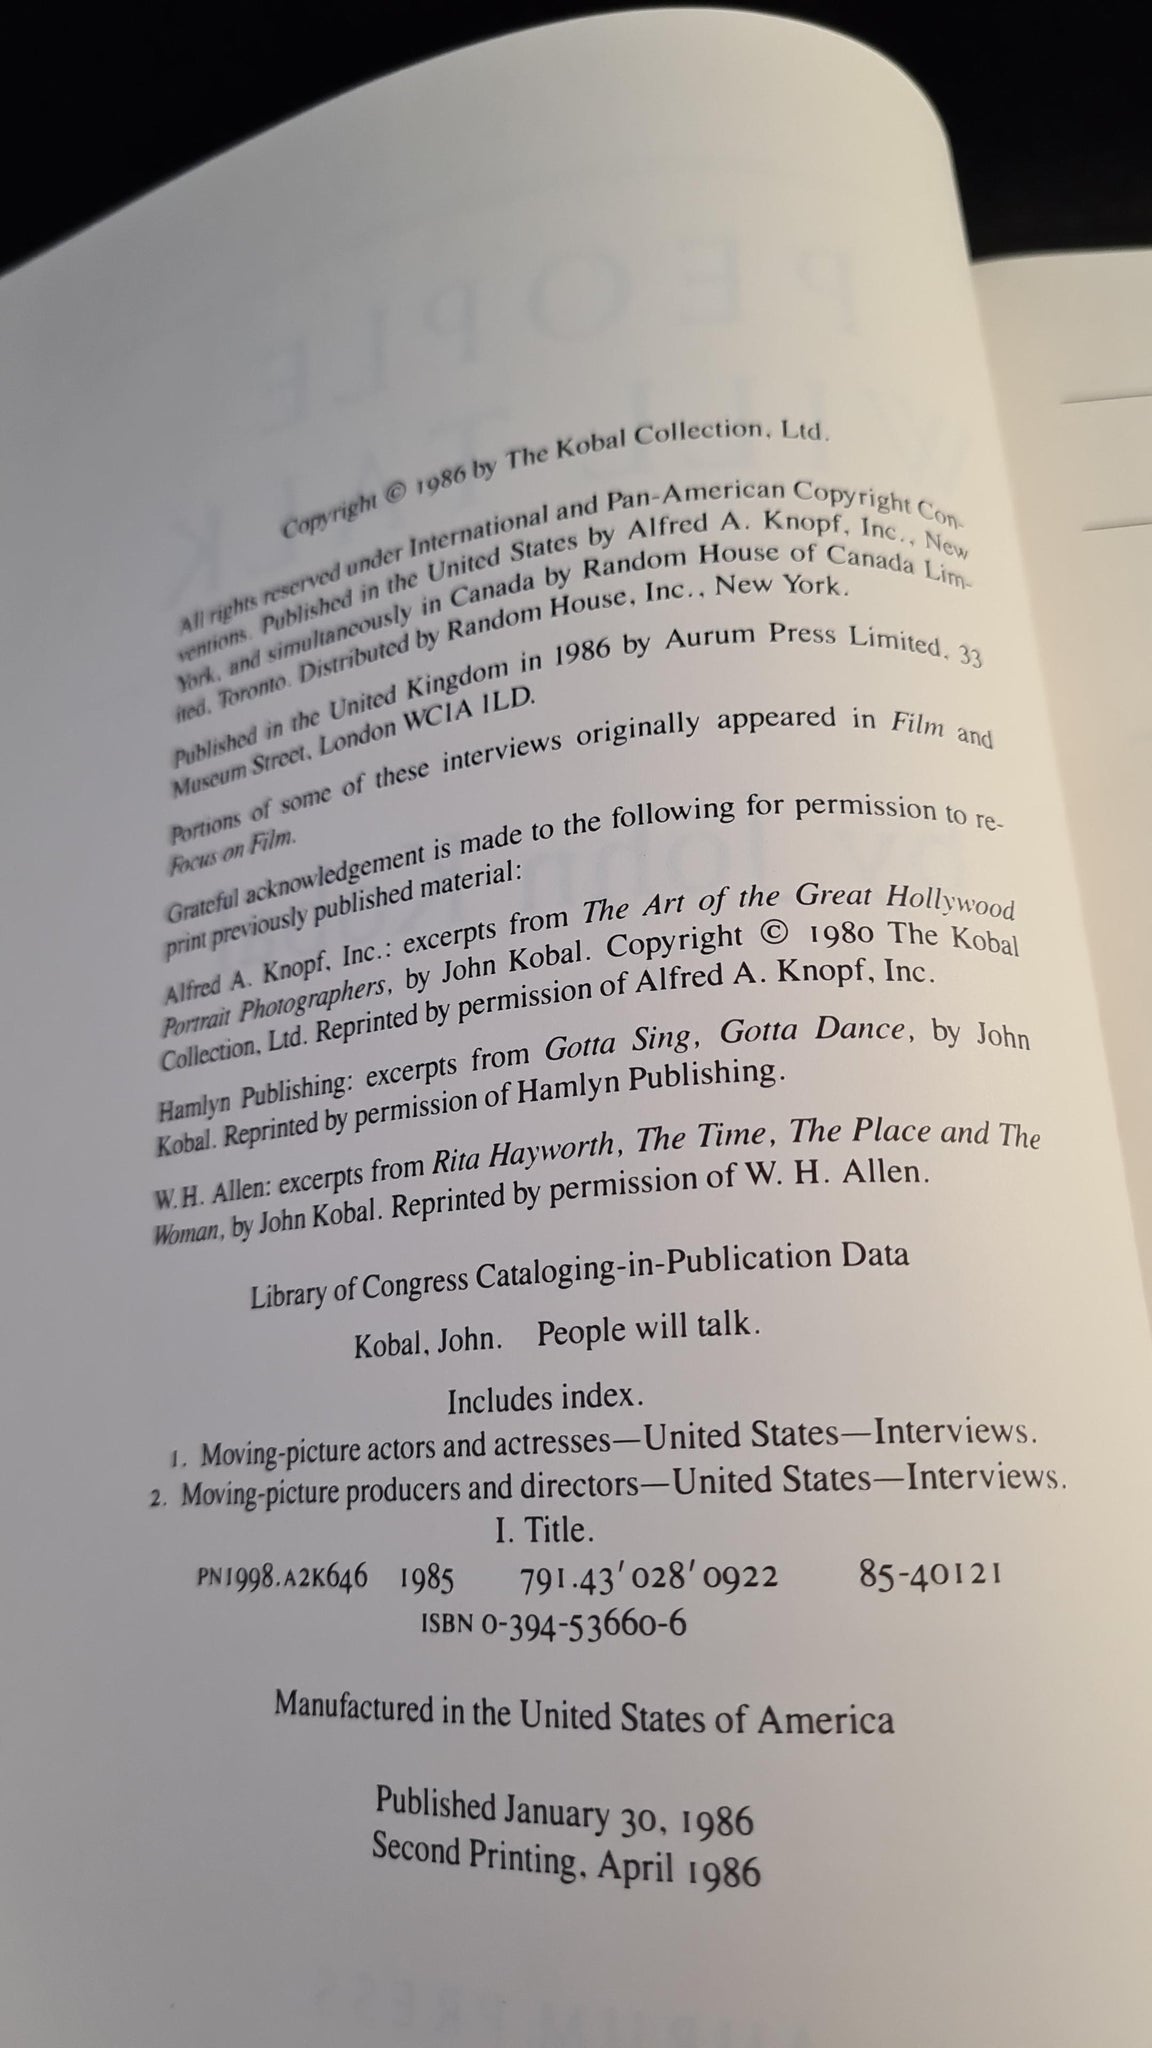 Copyright © 1986 by The Kobal Collection, Ltd.
All rights reserved under International and Pan-American Copyright Con-
ventions. Published in the United States by Alfred A. Knopf, Inc., New
York, and simultaneously in Canada by Random House of Canada Lim-
ited, Toronto. Distributed by Random House, Inc., New York.
Published in the United Kingdom in 1986 by Aurum Press Limited, 33
Museum Street, London WC1A 1LD.
Portions of some of these interviews originally appeared in Film and
Focus on Film.
Grateful acknowledgement is made to the following for permission to re-
print previously published material:
Alfred A. Knopf, Inc.: excerpts from The Art of the Great Hollywood
Portrait Photographers, by John Kobal. Copyright © 1980 The Kobal
Collection, Ltd. Reprinted by permission of Alfred A. Knopf, Inc.
Hamlyn Publishing: excerpts from Gotta Sing, Gotta Dance, by John
Kobal. Reprinted by permission of Hamlyn Publishing.
W.H. Allen: excerpts from Rita Hayworth, The Time, The Place and The
Woman, by John Kobal. Reprinted by permission of W. H. Allen.
Library of Congress Cataloging-in-Publication Data
Kobal, John. People will talk.
Includes index.
1. Moving-picture actors and actresses—United States—Interviews.
2. Moving-picture producers and directors—United States—Interviews.
I. Title.
PN1998.A2K646 1985 791.43′028′0922 85-40121
ISBN 0-394-53660-6
Manufactured in the United States of America
Published January 30, 1986
Second Printing, April 1986